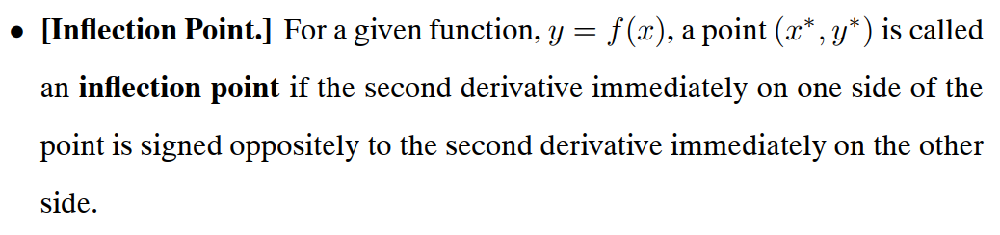 • [Inflection Point.] For a given function, y = f(x), a point (x*, y*) is called
an inflection point if the second derivative immediately on one side of the
point is signed oppositely to the second derivative immediately on the other
side.